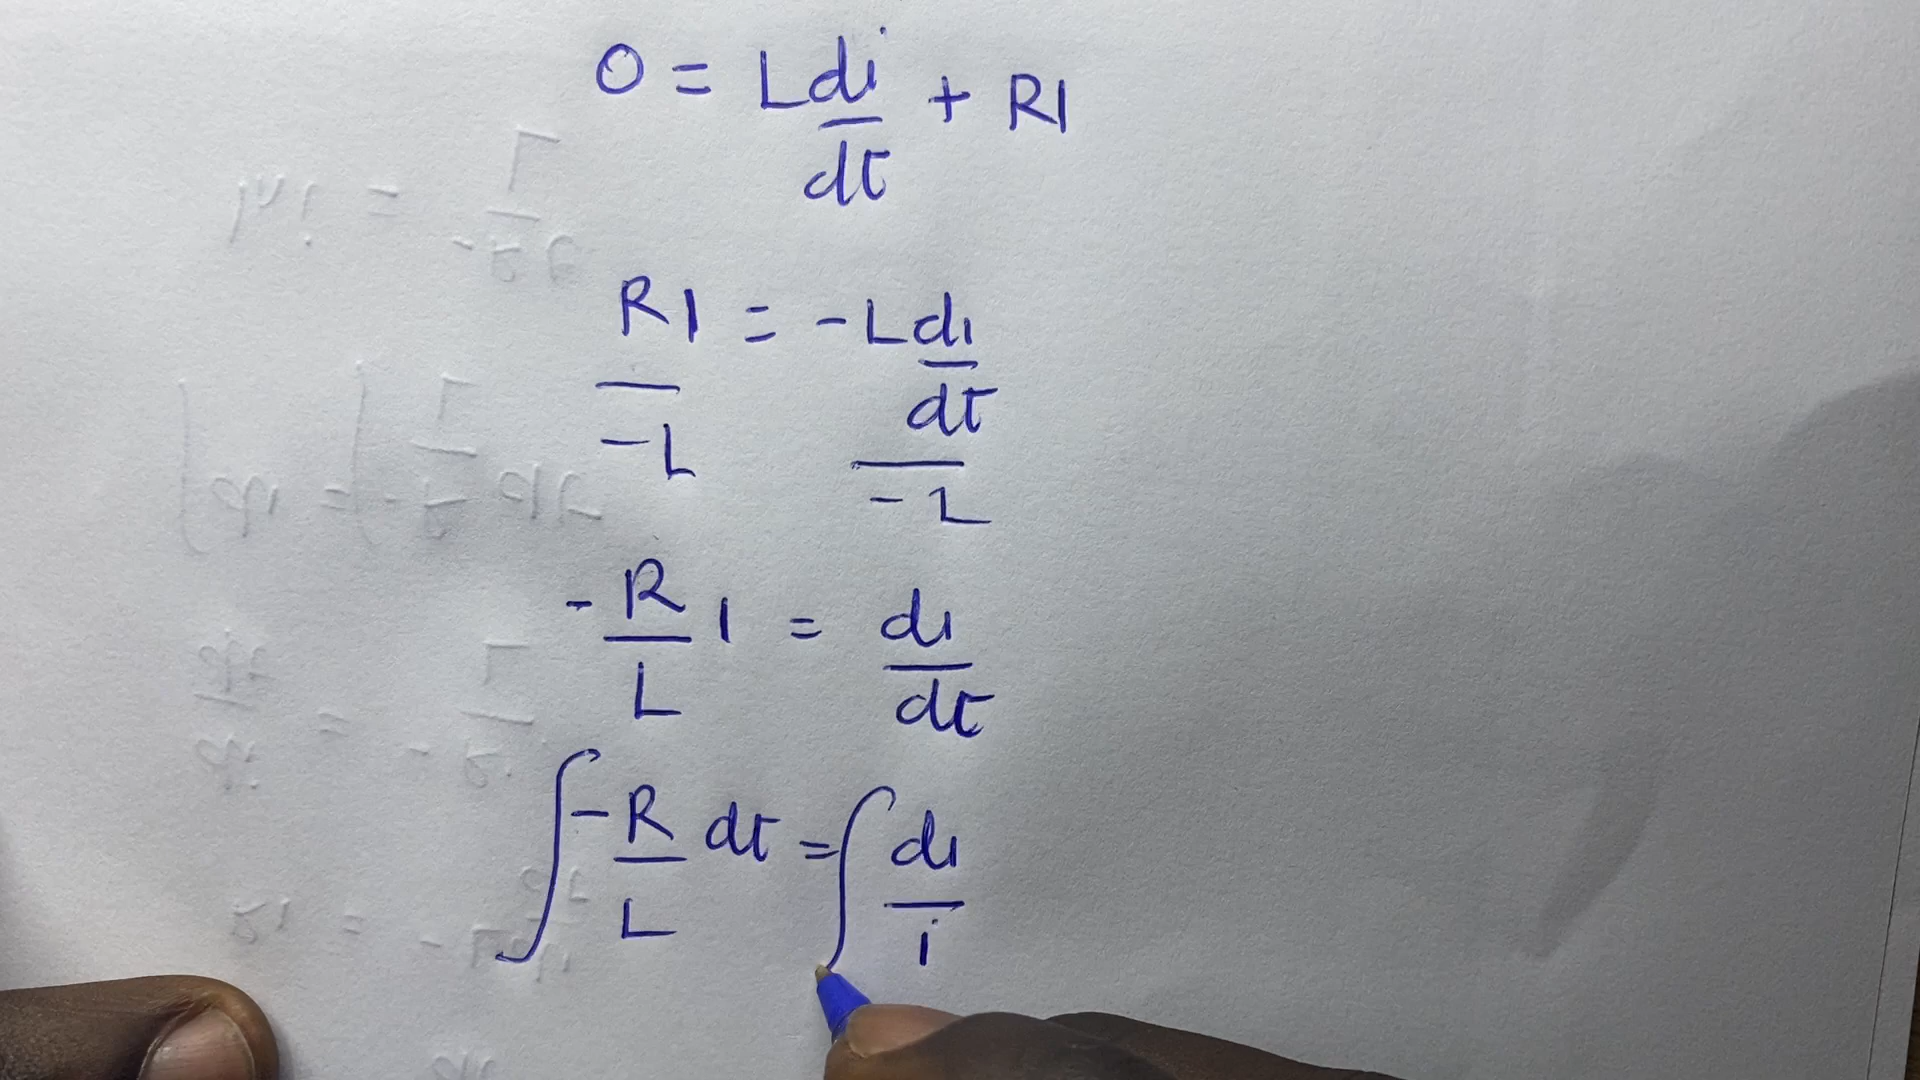 0 = L di/dt + Ri
Ri/-L = -L di/dt/-L
-R/L i = di/dt
∫ -R/L dt = ∫ di/i